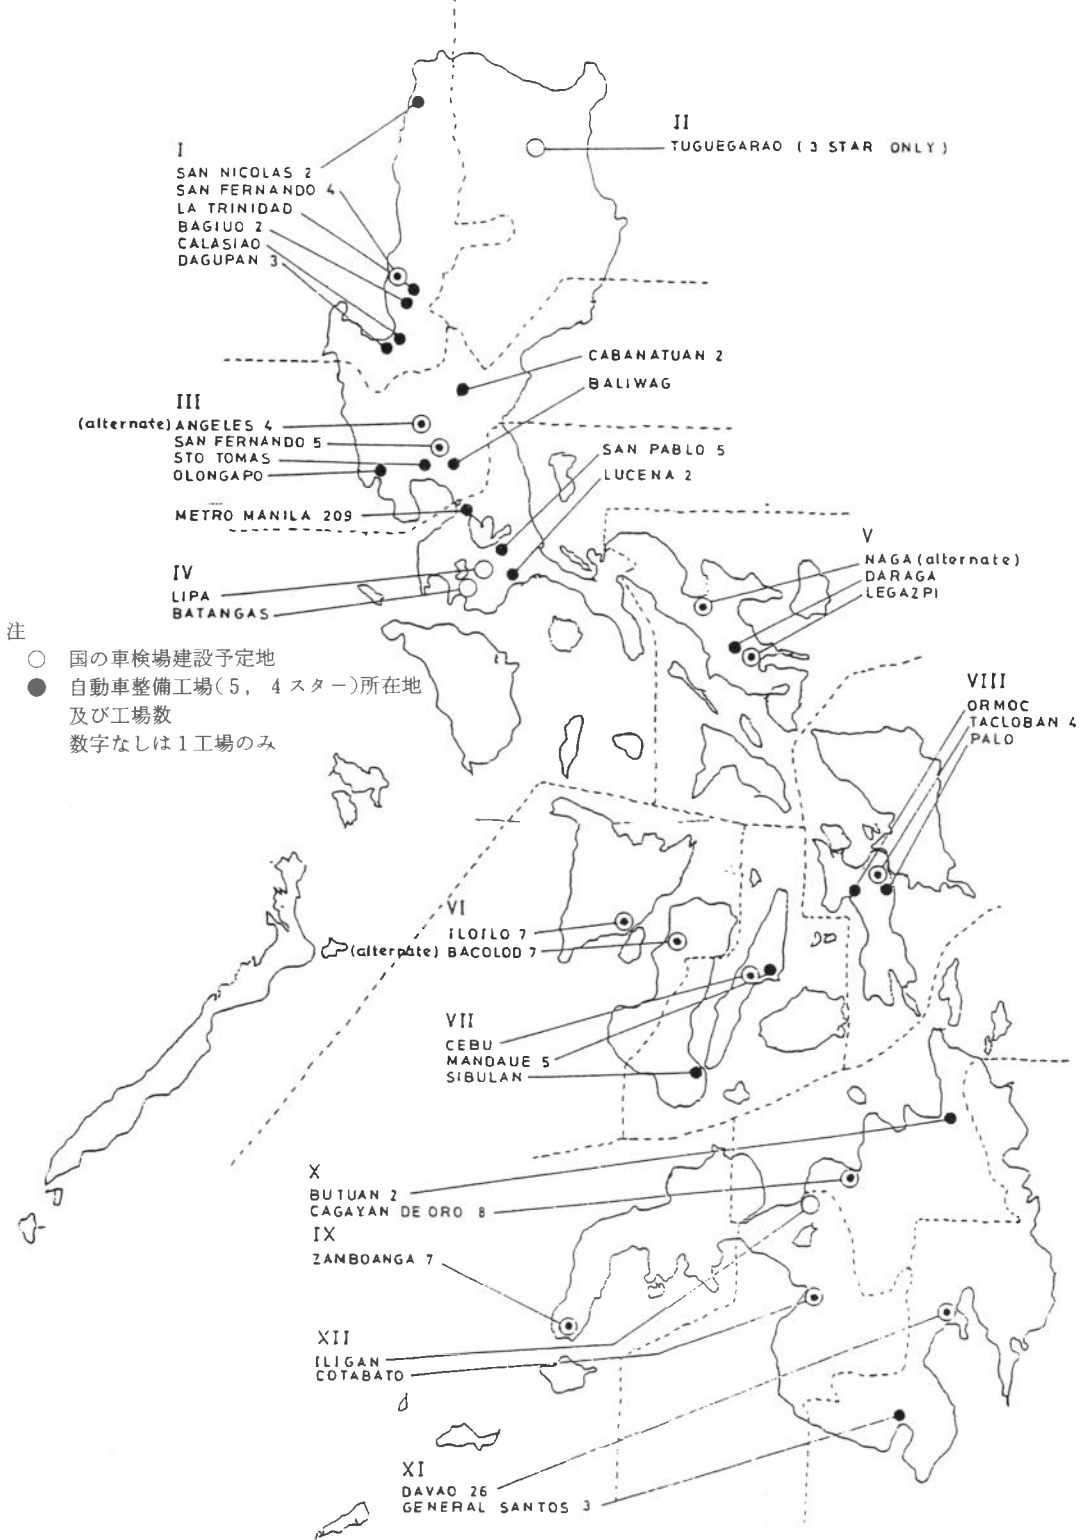 I
SAN NICOLAS 2
SAN FERNANDO 4
LA TRINIDAD
BAGIUO 2
CALASIAO
DAGUPAN 3
II
TUGUEGARAO (3 STAR ONLY)
CABANATUAN 2
BALIWAG
III
(alternate) ANGELES 4
SAN FERNANDO 5
STO TOMAS
OLONGAPO
SAN PABLO 5
LUCENA 2
METRO MANILA 209
IV
LIPA
BATANGAS
V
NAGA (alternate)
DARAGA
LEGA2PI
注
○ 国の車検場建設予定地
● 自動車整備工場(5, 4スター)所在地
及び工場数
数字なしは1工場のみ
VIII
ORMOC
TACLOBAN 4
PALO
VI
ILOILO 7
(alternate) BACOLOD 7
VII
CEBU
MANDAUE 5
SIBULAN
X
BUTUAN 2
CAGAYAN DE ORO 8
IX
ZAMBOANGA 7
XII
ILIGAN
COTABATO
XI
DAVAO 26
GENERAL SANTOS 3